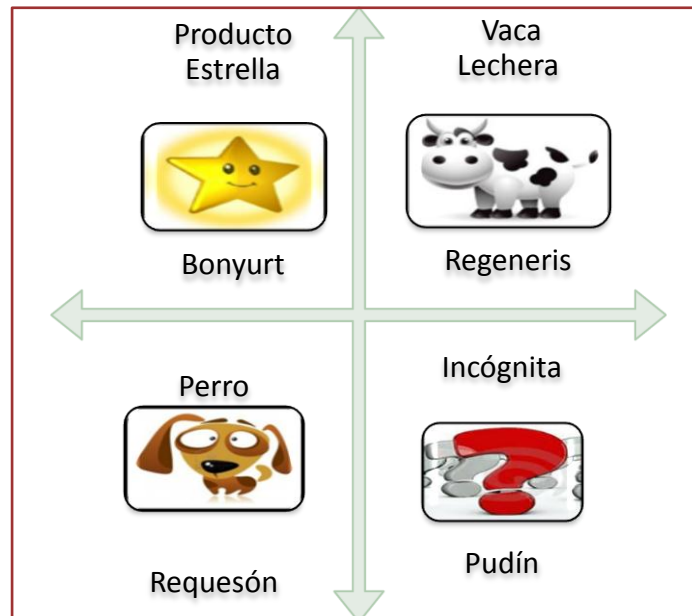 Producto
Estrella
Bonyurt
Vaca
Lechera
Regeneris
Perro
Requesón
Incógnita
Pudín